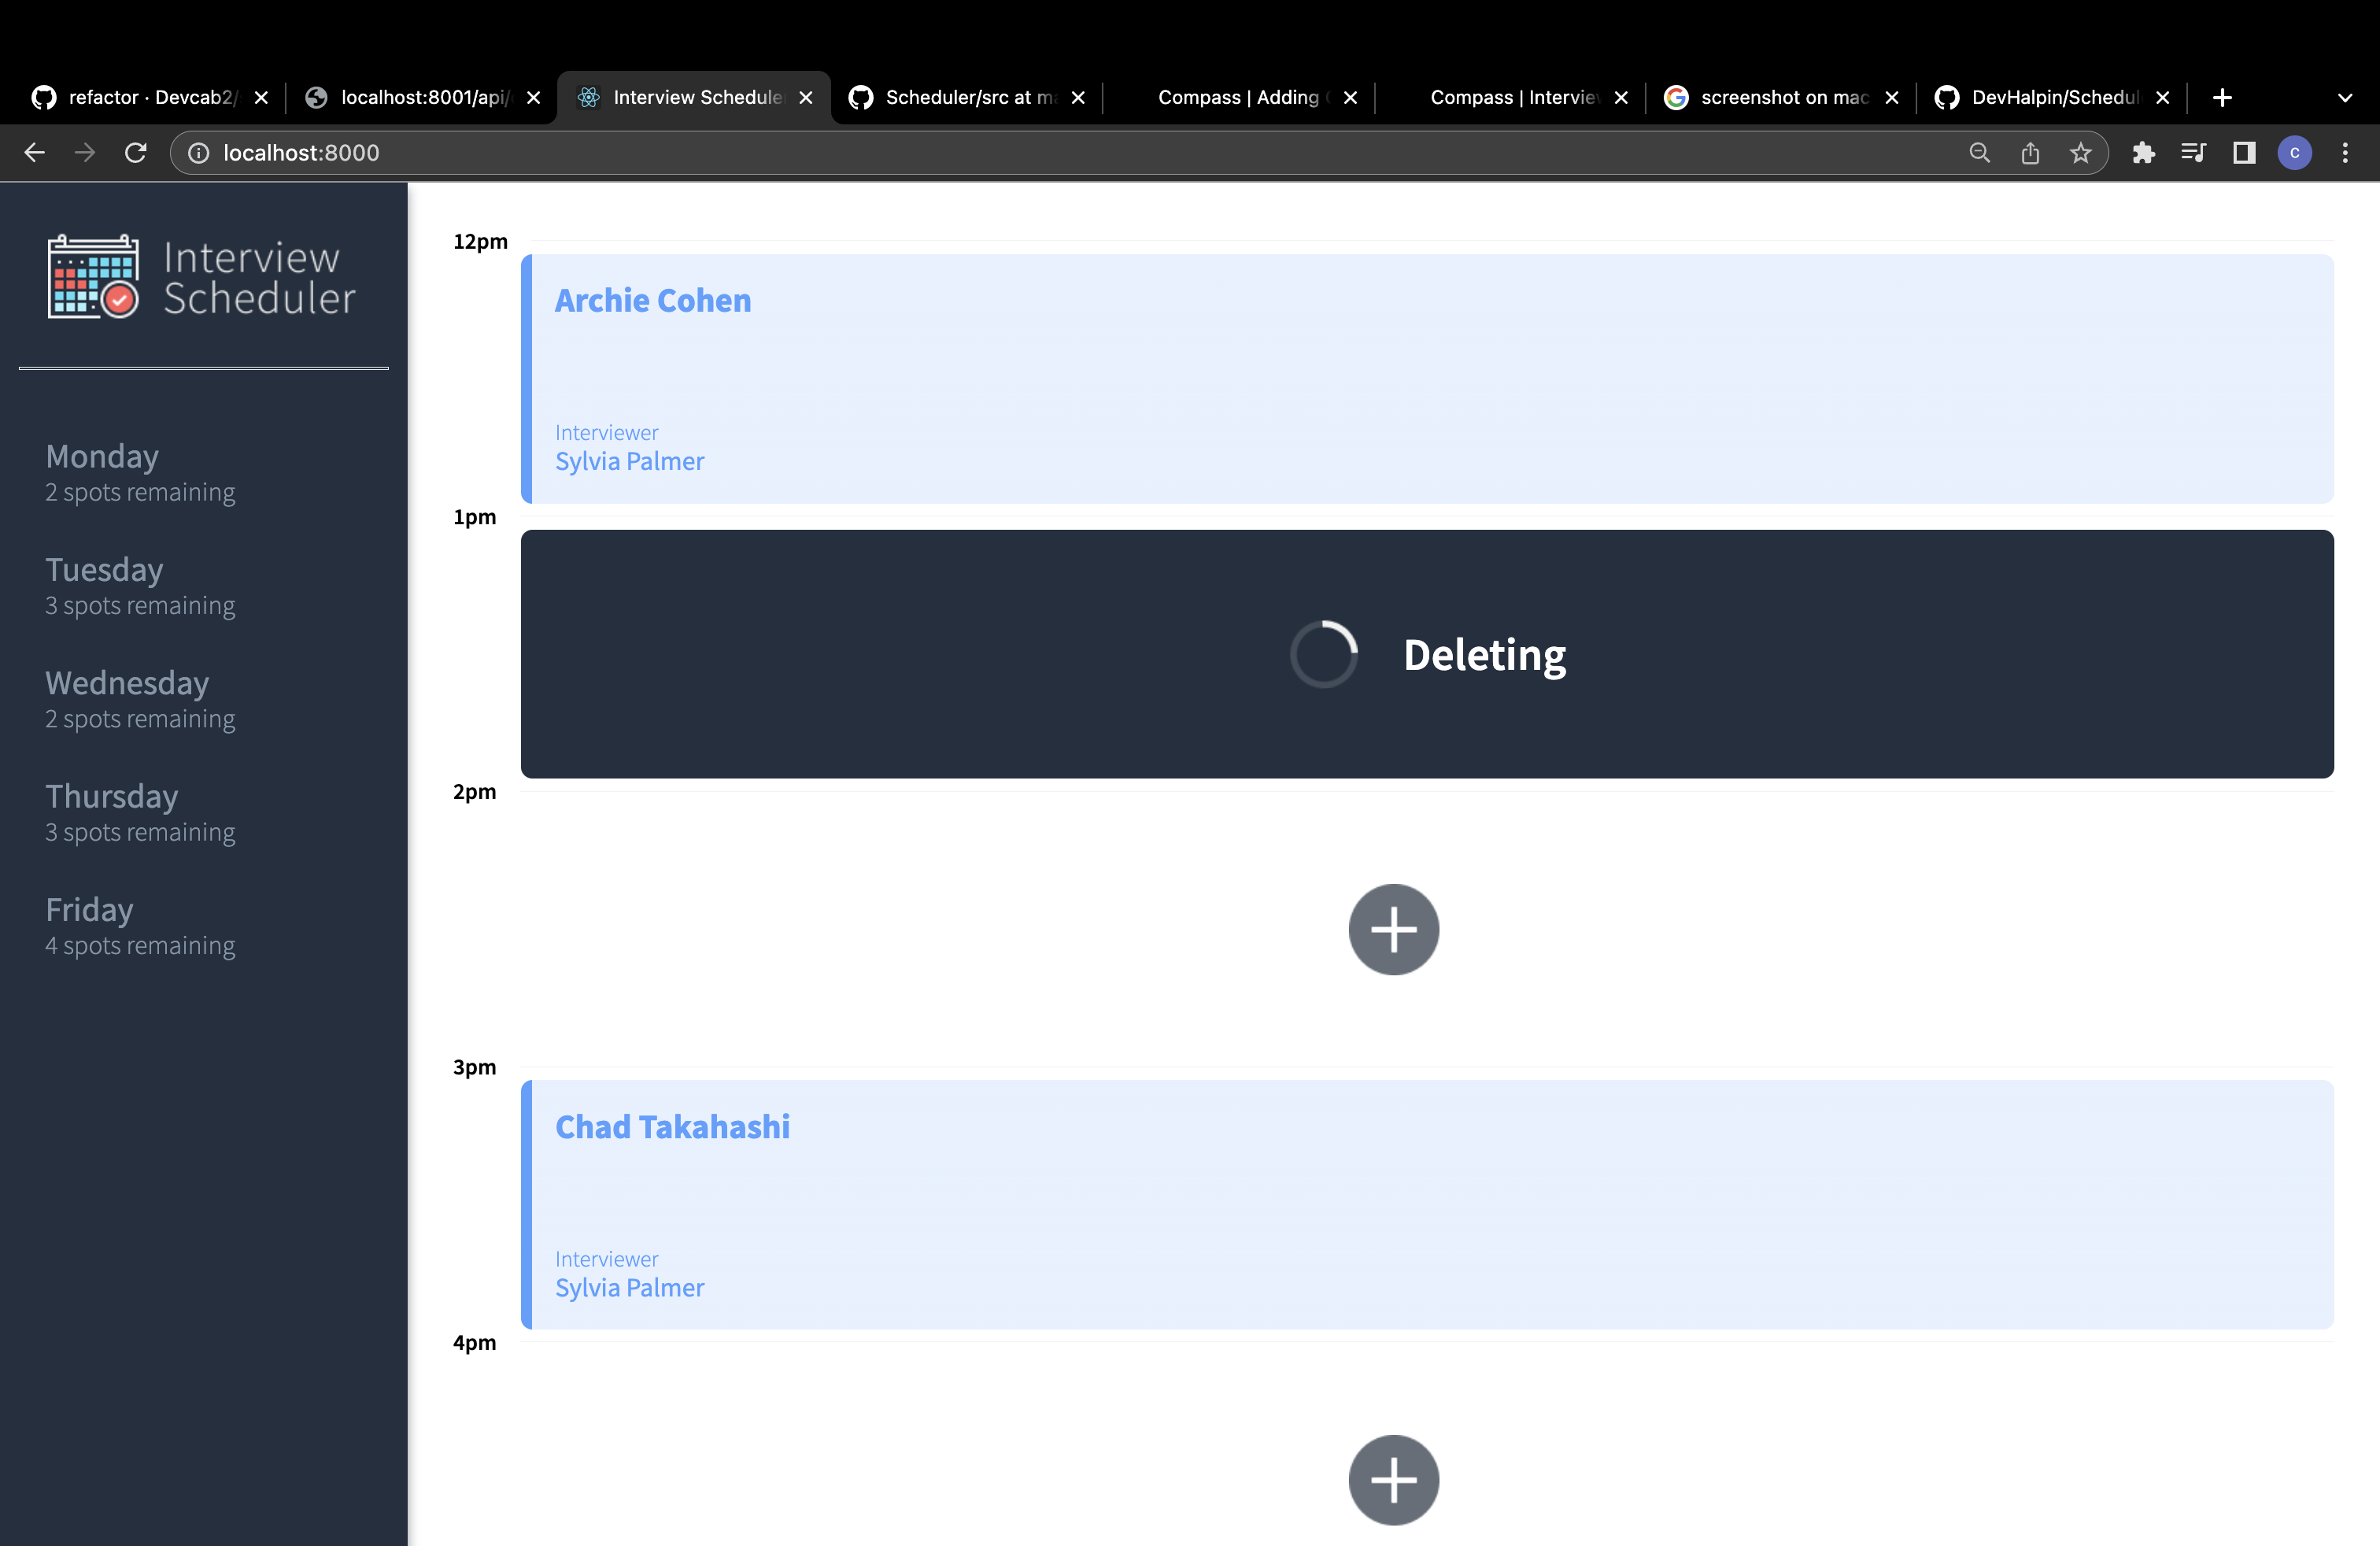 refactor · Devcab2/
localhost:8001/api/
Interview Schedule
Scheduler/src at ma
Compass | Adding
Compass | Intervie
screenshot on mac
DevHalpin/Schedul
localhost:8000
C
Interview
Scheduler
Monday
2 spots remaining
Tuesday
3 spots remaining
Wednesday
2 spots remaining
Thursday
3 spots remaining
Friday
4 spots remaining
12pm
Archie Cohen
Interviewer
Sylvia Palmer
1pm
Deleting
2pm
3pm
Chad Takahashi
Interviewer
Sylvia Palmer
4pm